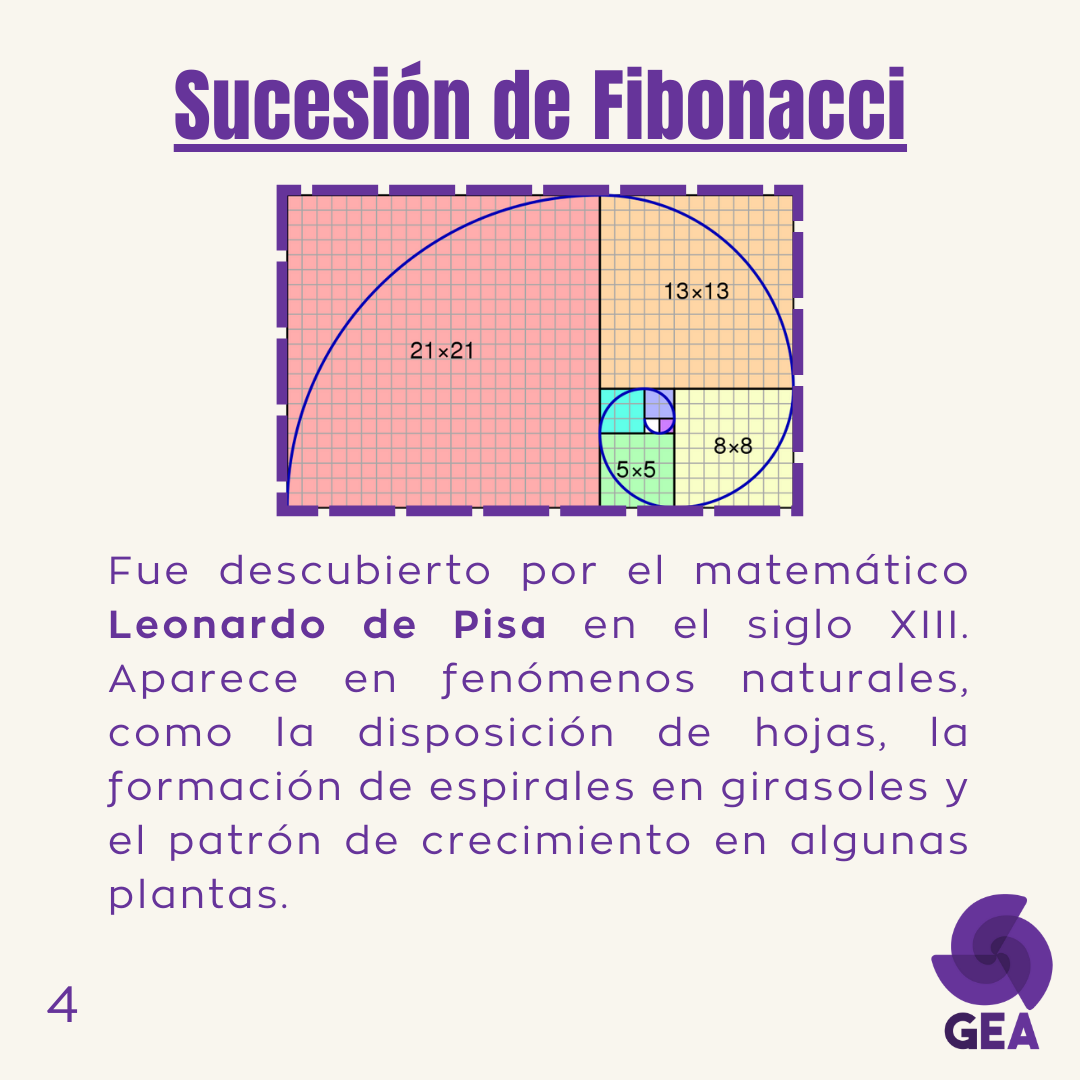 Sucesión de Fibonacci
13×13
21×21
8×8
5×5
Fue descubierto por el matemático
Leonardo de Pisa en el siglo XIII.
Aparece en fenómenos naturales,
como la disposición de hojas, la
formación de espirales en girasoles y
el patrón de crecimiento en algunas
plantas.
4
GEA